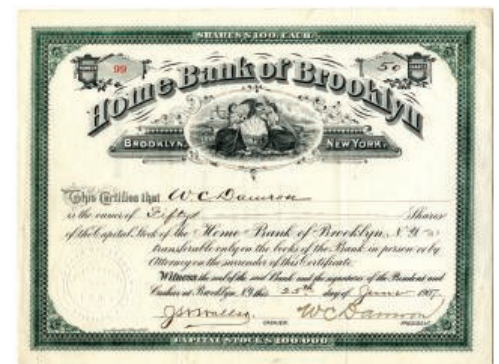 SHARES $100. EACH.
99
50
Home Bank of Brooklyn
BROOKLYN, NEW YORK.
This Certifies that W. C. Damron
is the owner of Fifty Shares
of the Capital Stock of the Home Bank of Brooklyn, N.Y.
transferable only on the books of the Bank in person or by
Attorney on the surrender of this Certificate.
Witness the seal of the said Bank and the signatures of the President and
Cashier at Brooklyn, N.Y. this 25th day of June 1907.
W C Damron
CASHIER. PRESIDENT.
CAPITAL STOCK $100,000